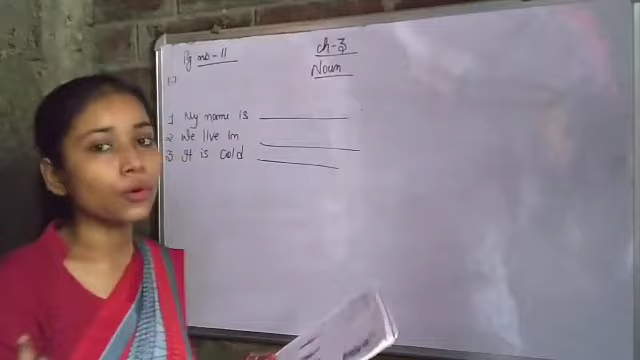 Pg no - 11
ch-3
Noun
1 My name is
2 We live in
3 It is cold